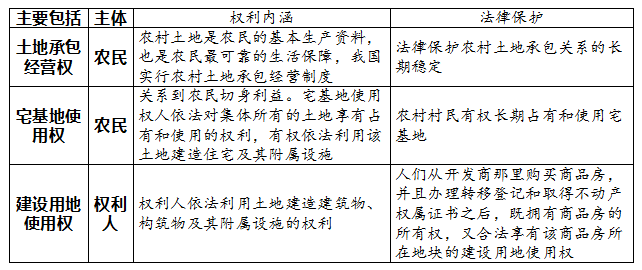 主要包括 主体 权利内涵 法律保护
土地承包
经营权
农民
农村土地是农民的基本生产资料，
也是农民最可靠的生活保障，我国
实行农村土地承包经营制度
法律保护农村土地承包关系的长
期稳定
宅基地使
用权
农民
关系到农民切身利益。宅基地使用
权人依法对集体所有的土地享有占
有和使用的权利，有权依法利用该
土地建造住宅及其附属设施
农村村民有权长期占有和使用宅
基地
建设用地
使用权
权利
人
权利人依法利用土地建造建筑物、
构筑物及其附属设施的权利
人们从开发商那里购买商品房，
并且办理转移登记和取得不动产
权属证书之后，既拥有商品房的
所有权，又合法享有该商品房所
在地块的建设用地使用权